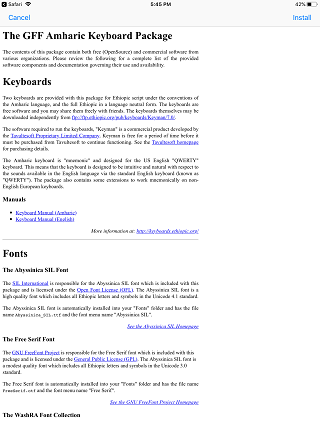 Safari
5:45 PM
42%
Cancel
Install
The GFF Amharic Keyboard Package
The contents of this package contain both free (OpenSource) and commercial software from
various organizations. Please review the following for a complete list of the provided
software components and documentation governing their use and availability.
Keyboards
Two keyboards are provided with this package for Ethiopic script under the conventions of
the Amharic language, and the full Ethiopic in a language neutral form. The keyboards are
free software and you may share them freely with friends. The keyboards themselves may be
downloaded independently from ftp://ftp.ethiopic.org/pub/keyboards/Keyman/7.0/.
The software required to run the keyboards, "Keyman" is a commercial product developed by
the Tavultesoft Proprietary Limited Company. Keyman is free for a period of time before it
must be purchased from Tavultesoft to continue functioning. See the Tavultesoft homepage
for purchasing details.
The Amharic keyboard is "mnemonic" and designed for the US English "QWERTY"
keyboard. This means that the keyboard is designed to be intuitive and natural with respect to
the sounds available in the English language via the standard English keyboard (known as
"QWERTY"). The package also contains some extensions to work mnemonically on non-
English European keyboards.
Manuals
• Keyboard Manual (Amharic)
• Keyboard Manual (English)
More information at: http://keyboards.ethiopic.org/
Fonts
The Abyssinica SIL Font
The SIL International is responsible for the Abyssinica SIL font which is included with this
package and is licensed under the Open Font License (OFL). The Abyssinica SIL font is a
high quality font which includes all Ethiopic letters and symbols in the Unicode 4.1 standard.
The Abyssinica SIL font is automatically installed into your "Fonts" folder and has the file
name Abyssinica_SIL.ttf and the font menu name "Abyssinica SIL".
See the Abyssinica SIL Homepage
The Free Serif Font
The GNU FreeFont Project is responsible for the Free Serif font which is included with this
package and is licensed under the General Public License (GPL). The Abyssinica SIL font is
a modest quality font which includes all Ethiopic letters and symbols in the Unicode 3.0
standard.
The Free Serif font is automatically installed into your "Fonts" folder and has the file name
and the font menu name "Free Serif".
See the GNU FreeFont Project Homepage
The WashRA Font Collection